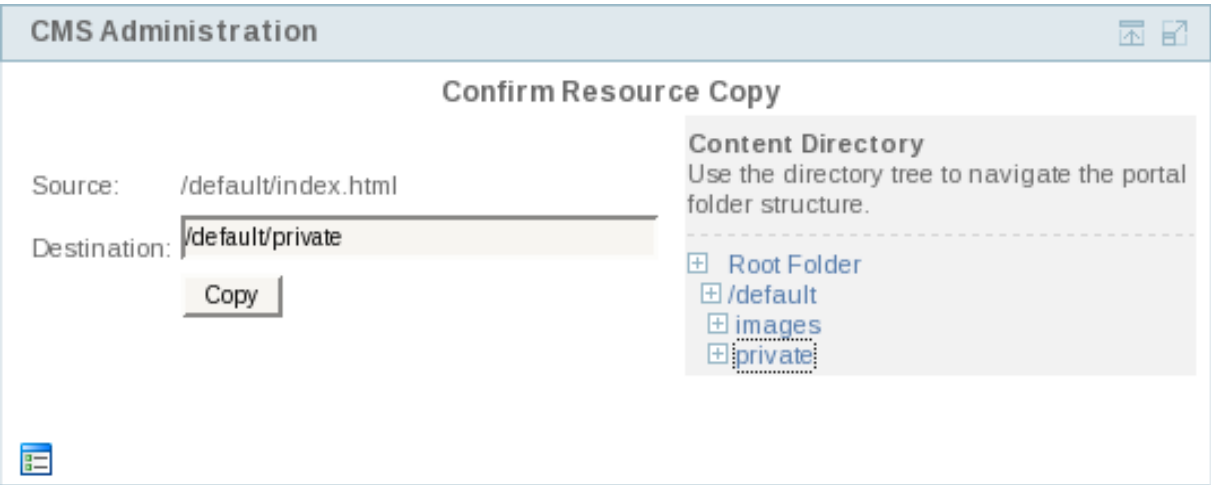 CMS Administration
Confirm Resource Copy
Source: /default/index.html
Destination: /default/private
Copy
Content Directory
Use the directory tree to navigate the portal
folder structure.
Root Folder
/default
images
private